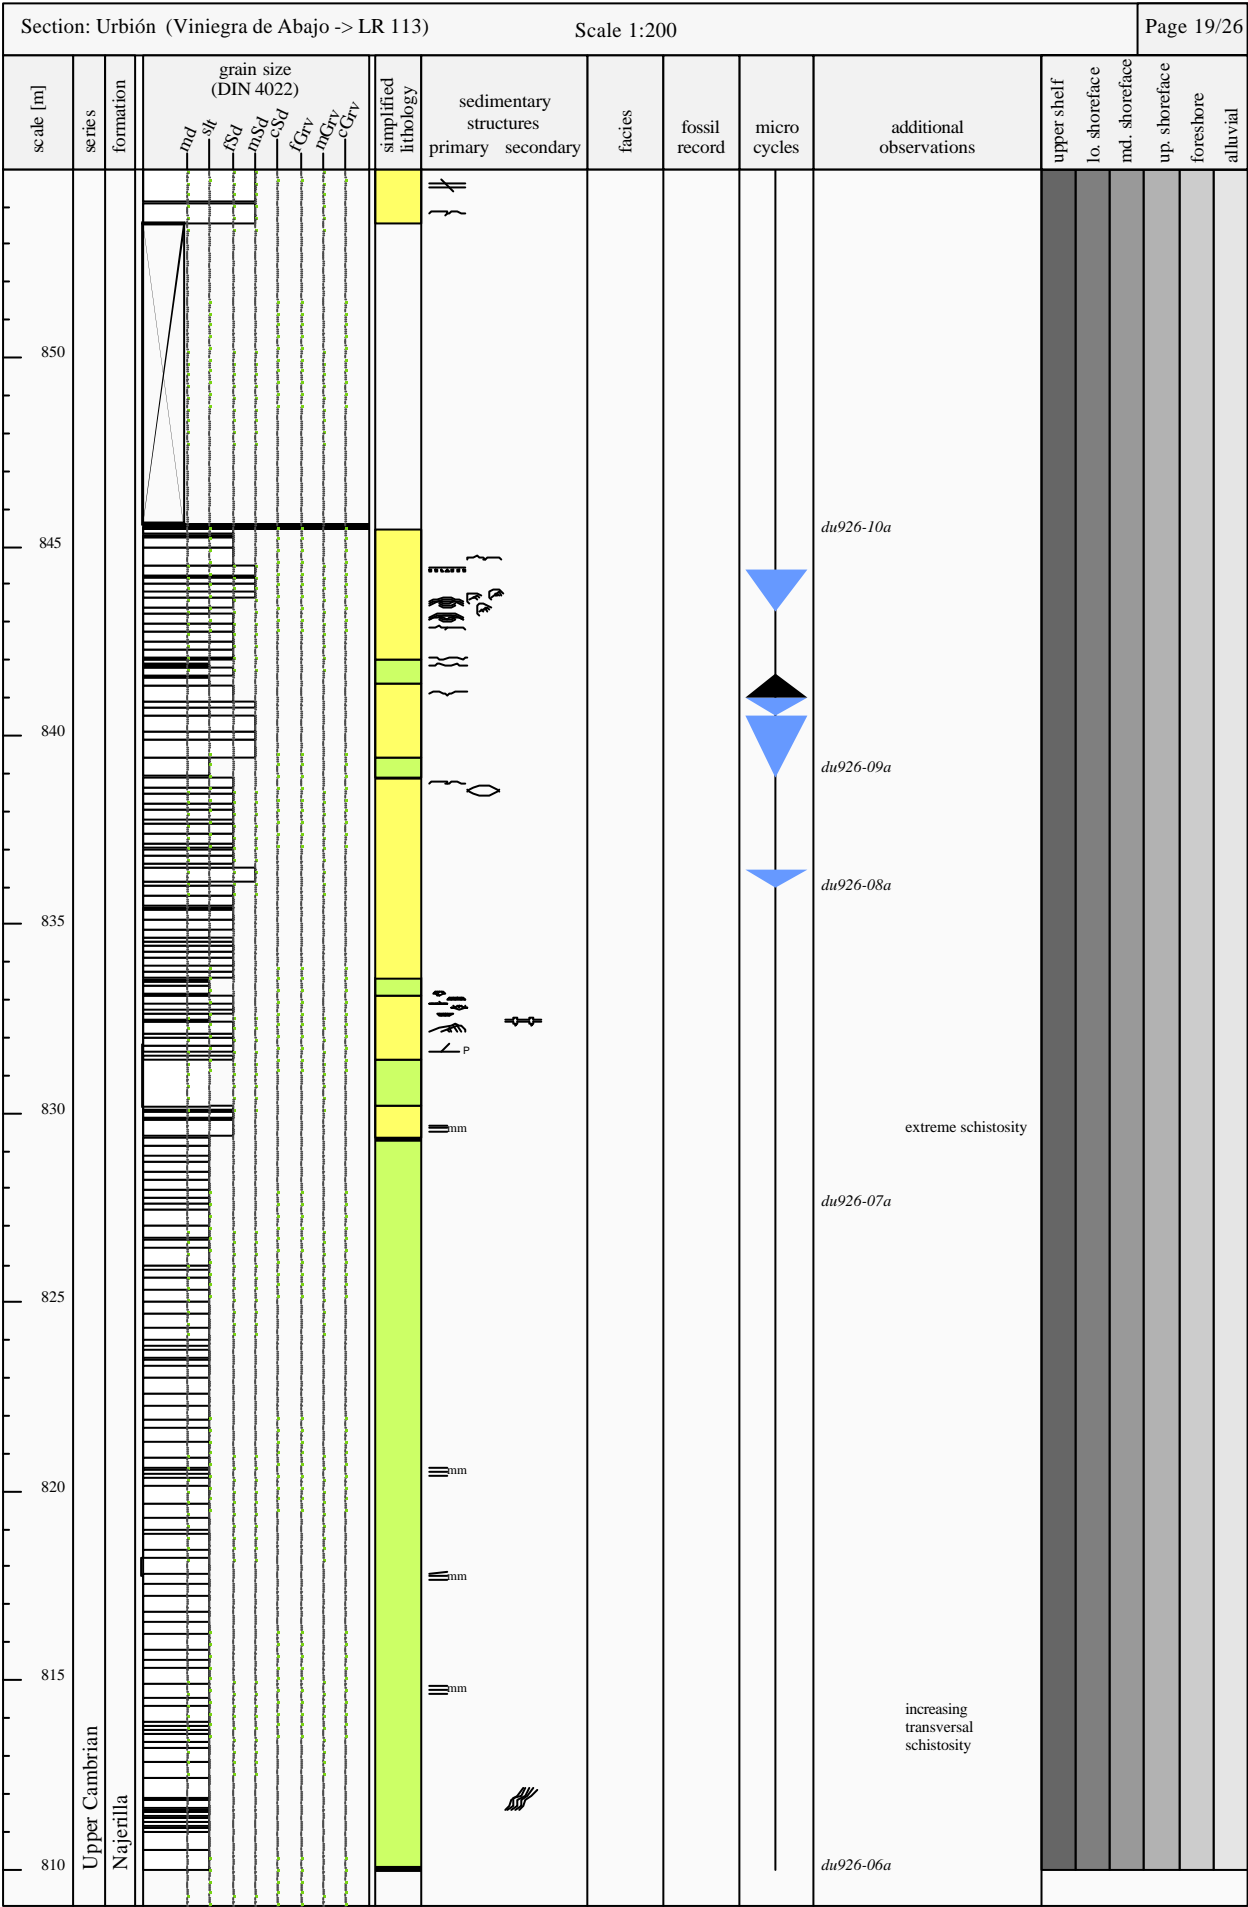 Section: Urbión (Viniegra de Abajo -> LR 113)
Scale 1:200
Page 19/26
scale [m]
series
formation
grain size
(DIN 4022)
md
slt
fSd
mSd
cSd
fGrv
mGrv
cGrv
simplified
lithology
sedimentary
structures
primary secondary
facies
fossil
record
micro
cycles
additional
observations
upper shelf
lo. shoreface
md. shoreface
up. shoreface
foreshore
alluvial
850
du926-10a
845
840
du926-09a
du926-08a
835
P
830
mm
extreme schistosity
du926-07a
825
820
mm
mm
815
mm
increasing
transversal
schistosity
Upper Cambrian
Najerilla
810
du926-06a